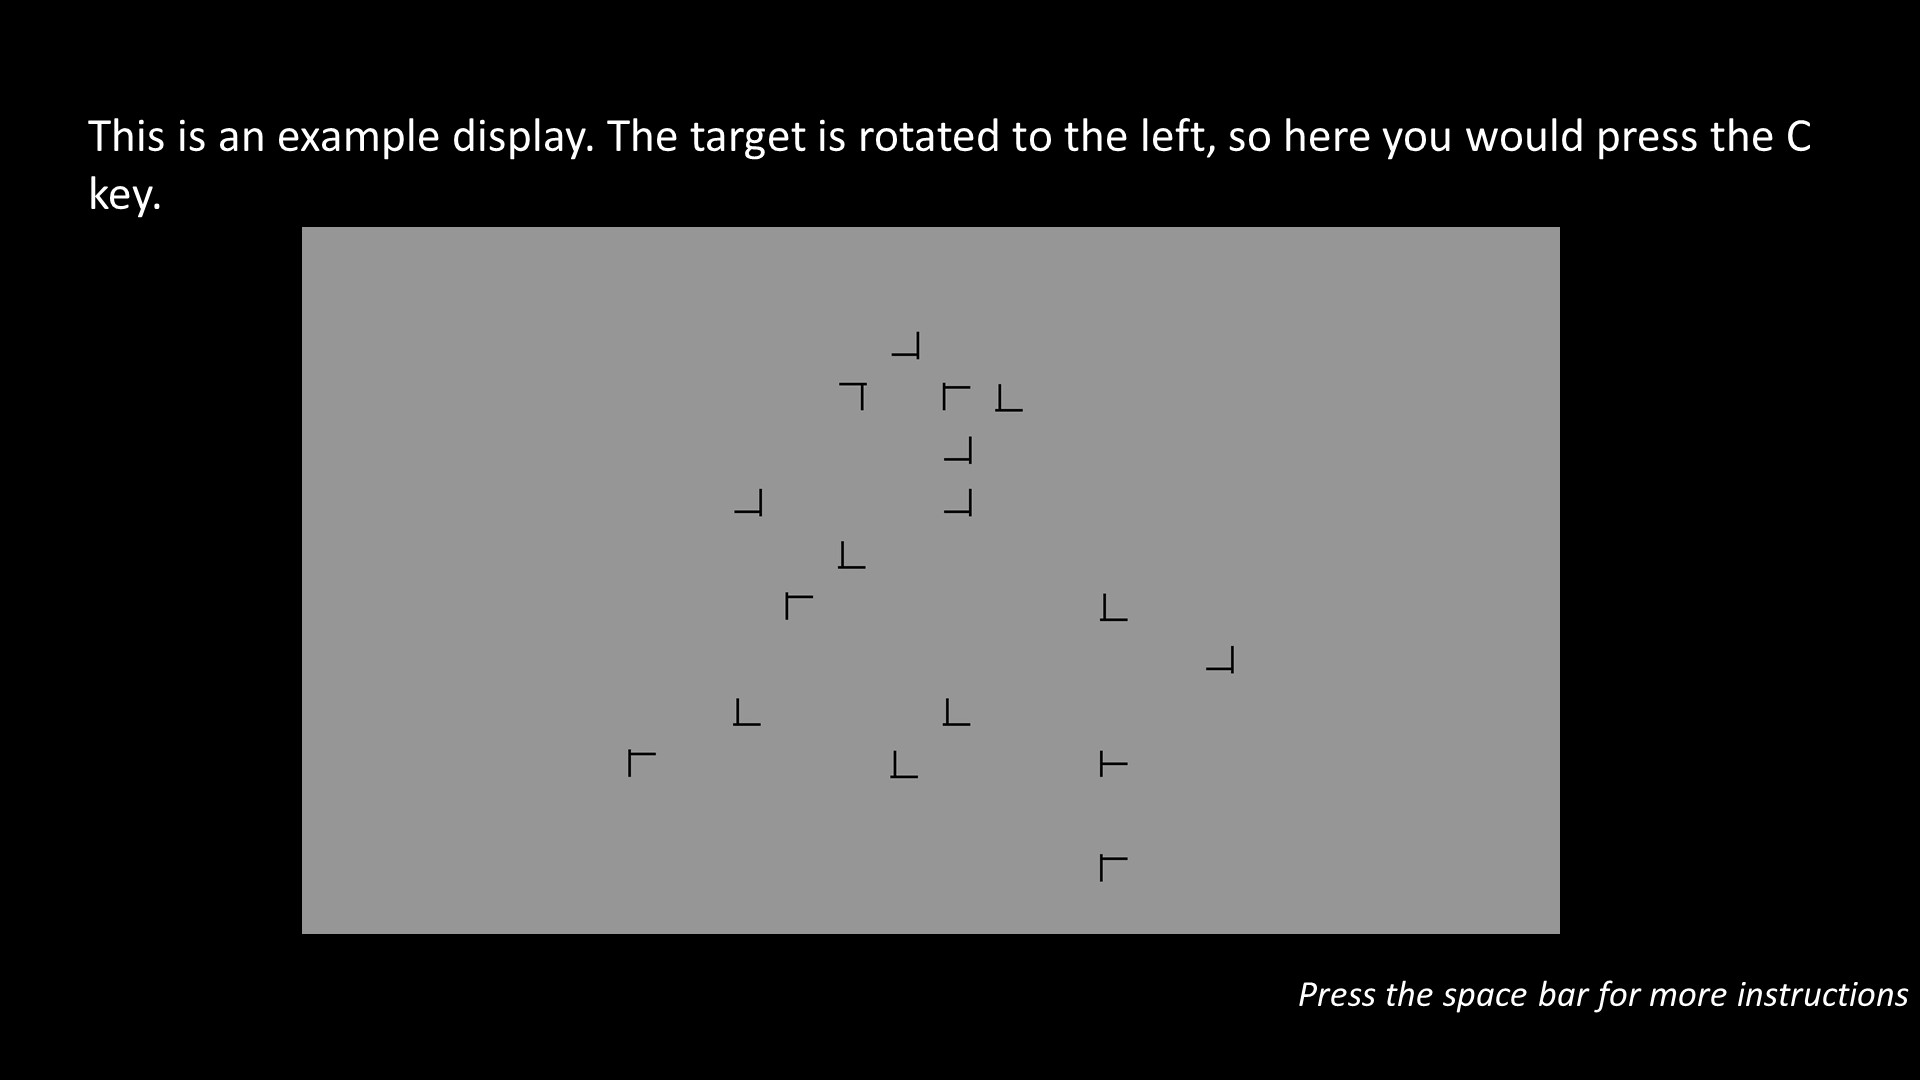 This is an example display. The target is rotated to the left, so here you would press the C
key.
Press the space bar for more instructions